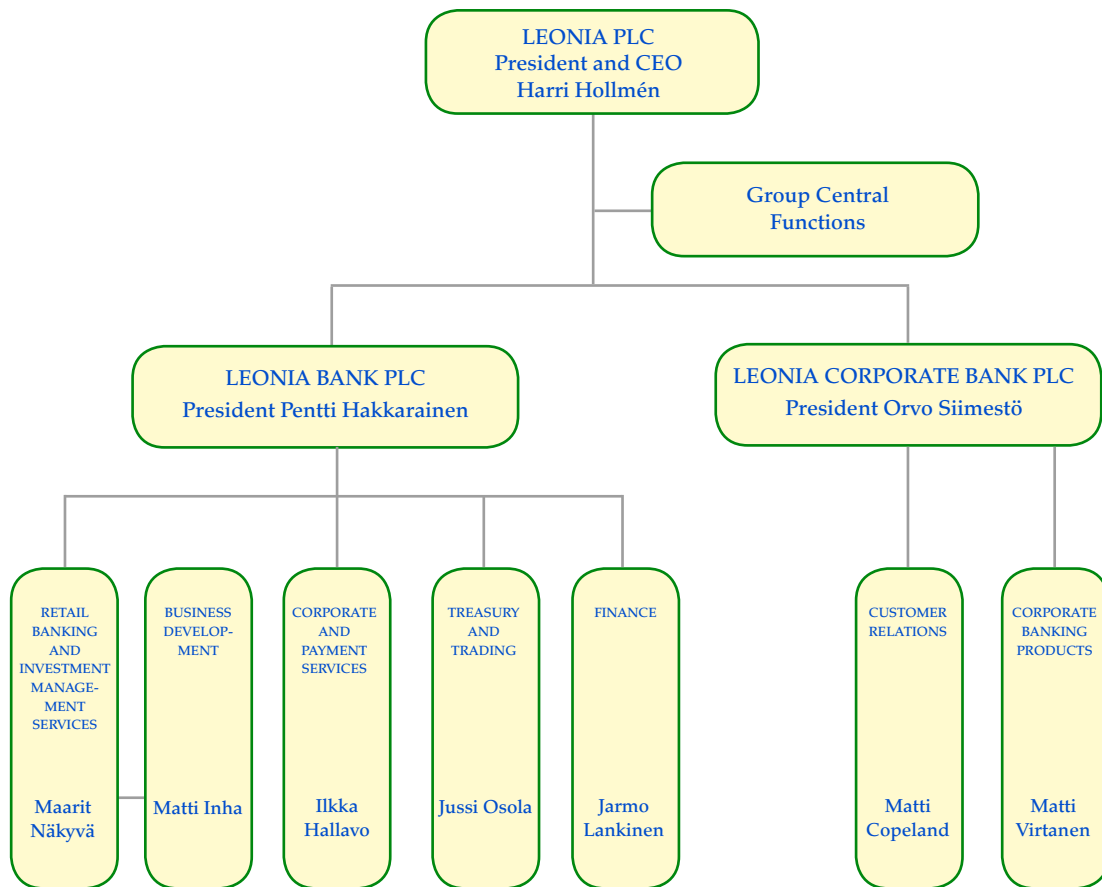 LEONIA PLC
President and CEO
Harri Hollmén
Group Central
Functions
LEONIA BANK PLC
President Pentti Hakkarainen
LEONIA CORPORATE BANK PLC
President Orvo Siimestö
RETAIL
BANKING
AND
INVESTMENT
MANAGE-
MENT
SERVICES
Maarit
Näkyvä
BUSINESS
DEVELOP-
MENT
Matti Inha
CORPORATE
AND
PAYMENT
SERVICES
Ilkka
Hallavo
TREASURY
AND
TRADING
Jussi Osola
FINANCE
Jarmo
Lankinen
CUSTOMER
RELATIONS
Matti
Copeland
CORPORATE
BANKING
PRODUCTS
Matti
Virtanen